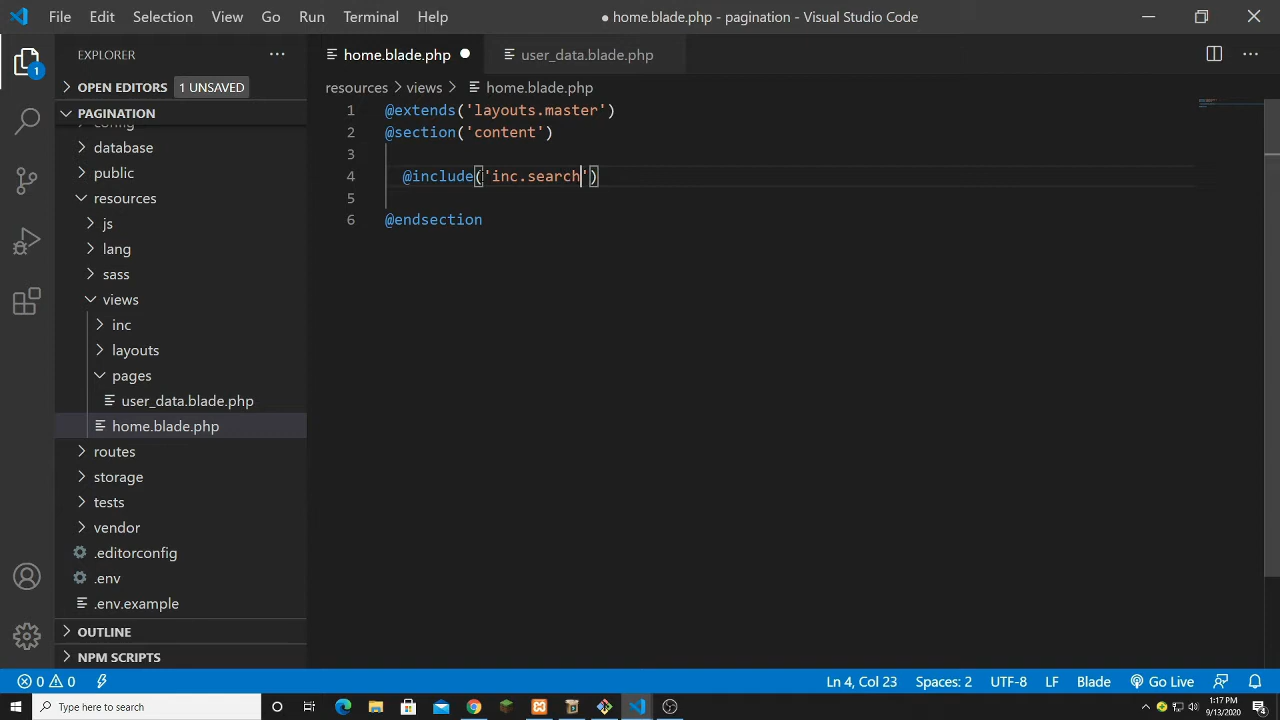 File Edit Selection View Go Run Terminal Help
● home.blade.php - pagination - Visual Studio Code
EXPLORER
OPEN EDITORS 1 UNSAVED
PAGINATION
config
database
public
resources
js
lang
sass
views
inc
layouts
pages
user_data.blade.php
home.blade.php
routes
storage
tests
vendor
.editorconfig
.env
.env.example
OUTLINE
NPM SCRIPTS
1
home.blade.php ● user_data.blade.php
resources > views > home.blade.php
1 @extends('layouts.master')
2 @section('content')
3
4 @include('inc.search')
5
6 @endsection
0 0 Ln 4, Col 23 Spaces: 2 UTF-8 LF Blade Go Live
Type here to search
1:17 PM
9/13/2020
4